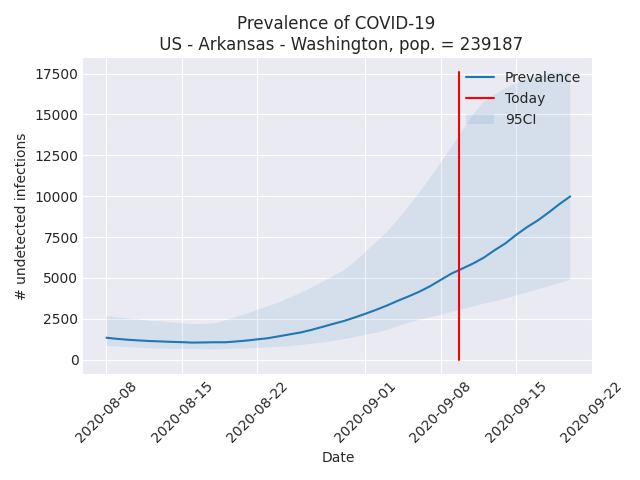 Prevalence of COVID-19
US - Arkansas - Washington, pop. = 239187
17500
15000
12500
10000
7500
5000
2500
0
# undetected infections
Prevalence
Today
95CI
2020-08-08
2020-08-15
2020-08-22
2020-09-01
2020-09-08
2020-09-15
2020-09-22
Date